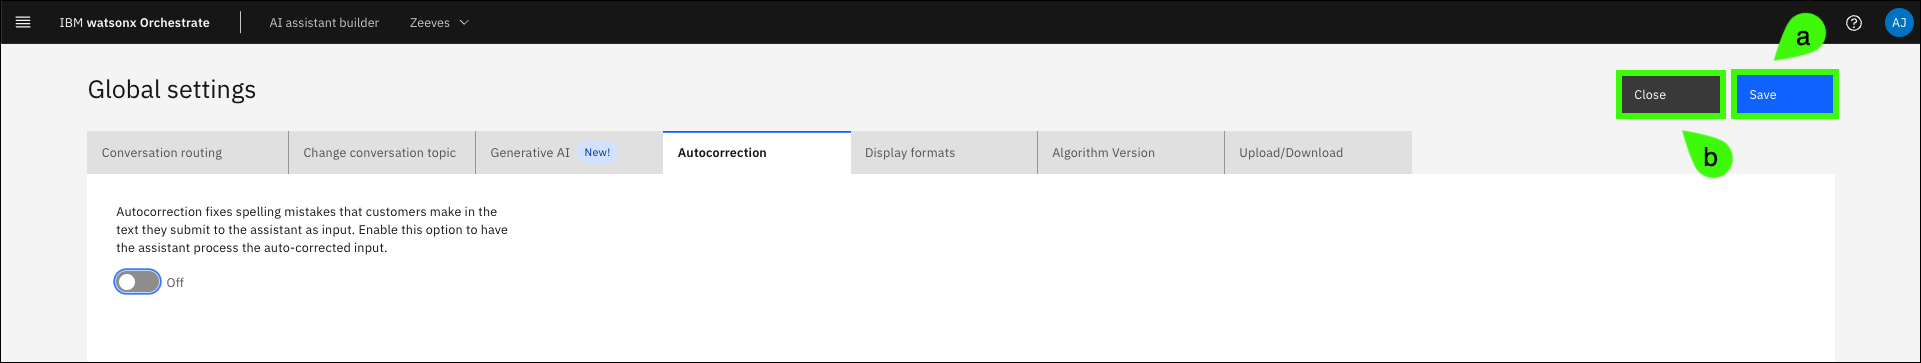 IBM watsonx Orchestrate AI assistant builder Zeeves AJ
a
Global settings
Close Save
b
Conversation routing Change conversation topic Generative AI New! Autocorrection Display formats Algorithm Version Upload/Download
Autocorrection fixes spelling mistakes that customers make in the
text they submit to the assistant as input. Enable this option to have
the assistant process the auto-corrected input.
Off